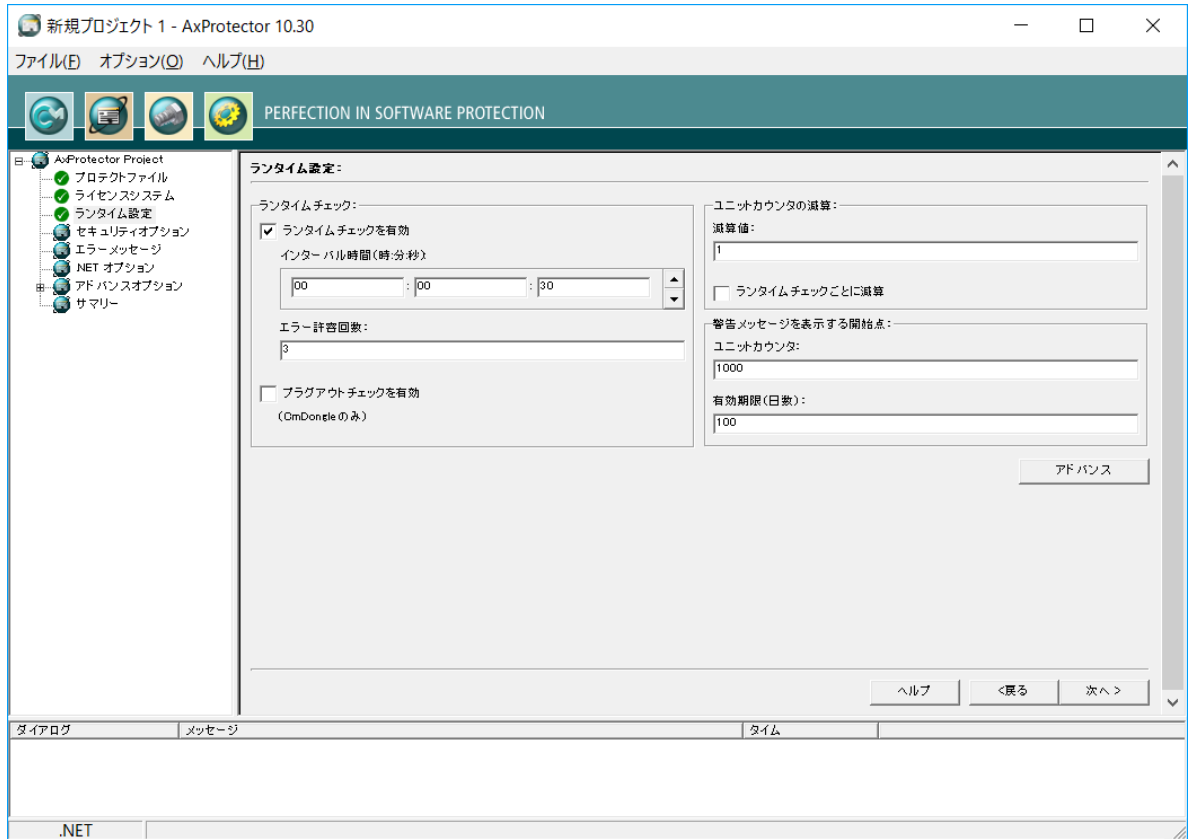 新規プロジェクト 1 - AxProtector 10.30
ファイル(F) オプション(O) ヘルプ(H)
PERFECTION IN SOFTWARE PROTECTION
AxProtector Project
プロテクトファイル
ライセンスシステム
ランタイム設定
セキュリティオプション
エラーメッセージ
.NET オプション
アドバンスオプション
サマリー
ランタイム設定:
ランタイムチェック:
ランタイムチェックを有効
インターバル時間(時:分:秒)
00 : 00 : 30
エラー許容回数:
3
プラグアウトチェックを有効
(CmDongleのみ)
ユニットカウンタの減算:
減算値:
1
ランタイムチェックごとに減算
警告メッセージを表示する開始点:
ユニットカウンタ:
1000
有効期限(日数):
100
アドバンス
ヘルプ <戻る 次へ>
ダイアログ メッセージ タイム
.NET